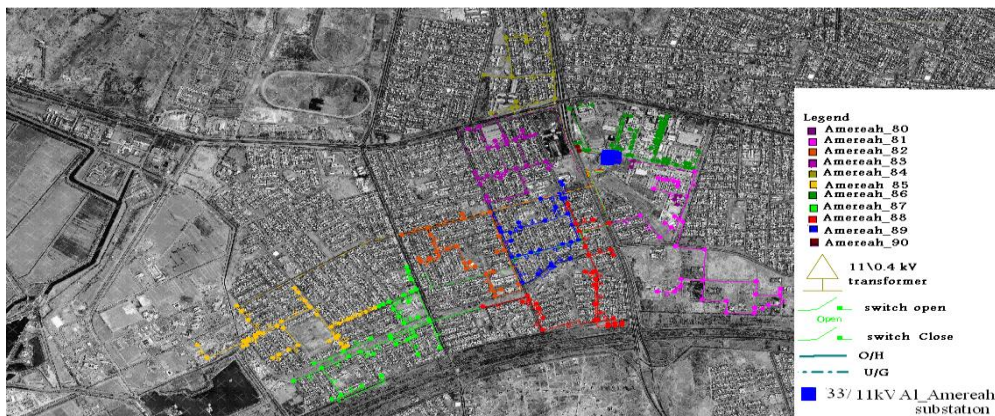 Legend
Amereah_80
Amereah_81
Amereah_82
Amereah_83
Amereah_84
Amereah_85
Amereah_86
Amereah_87
Amereah_88
Amereah_89
Amereah_90
11\0.4 kV
transformer
switch open
Open
switch Close
O/H
U/G
33/11kV Al_Amereah
substation